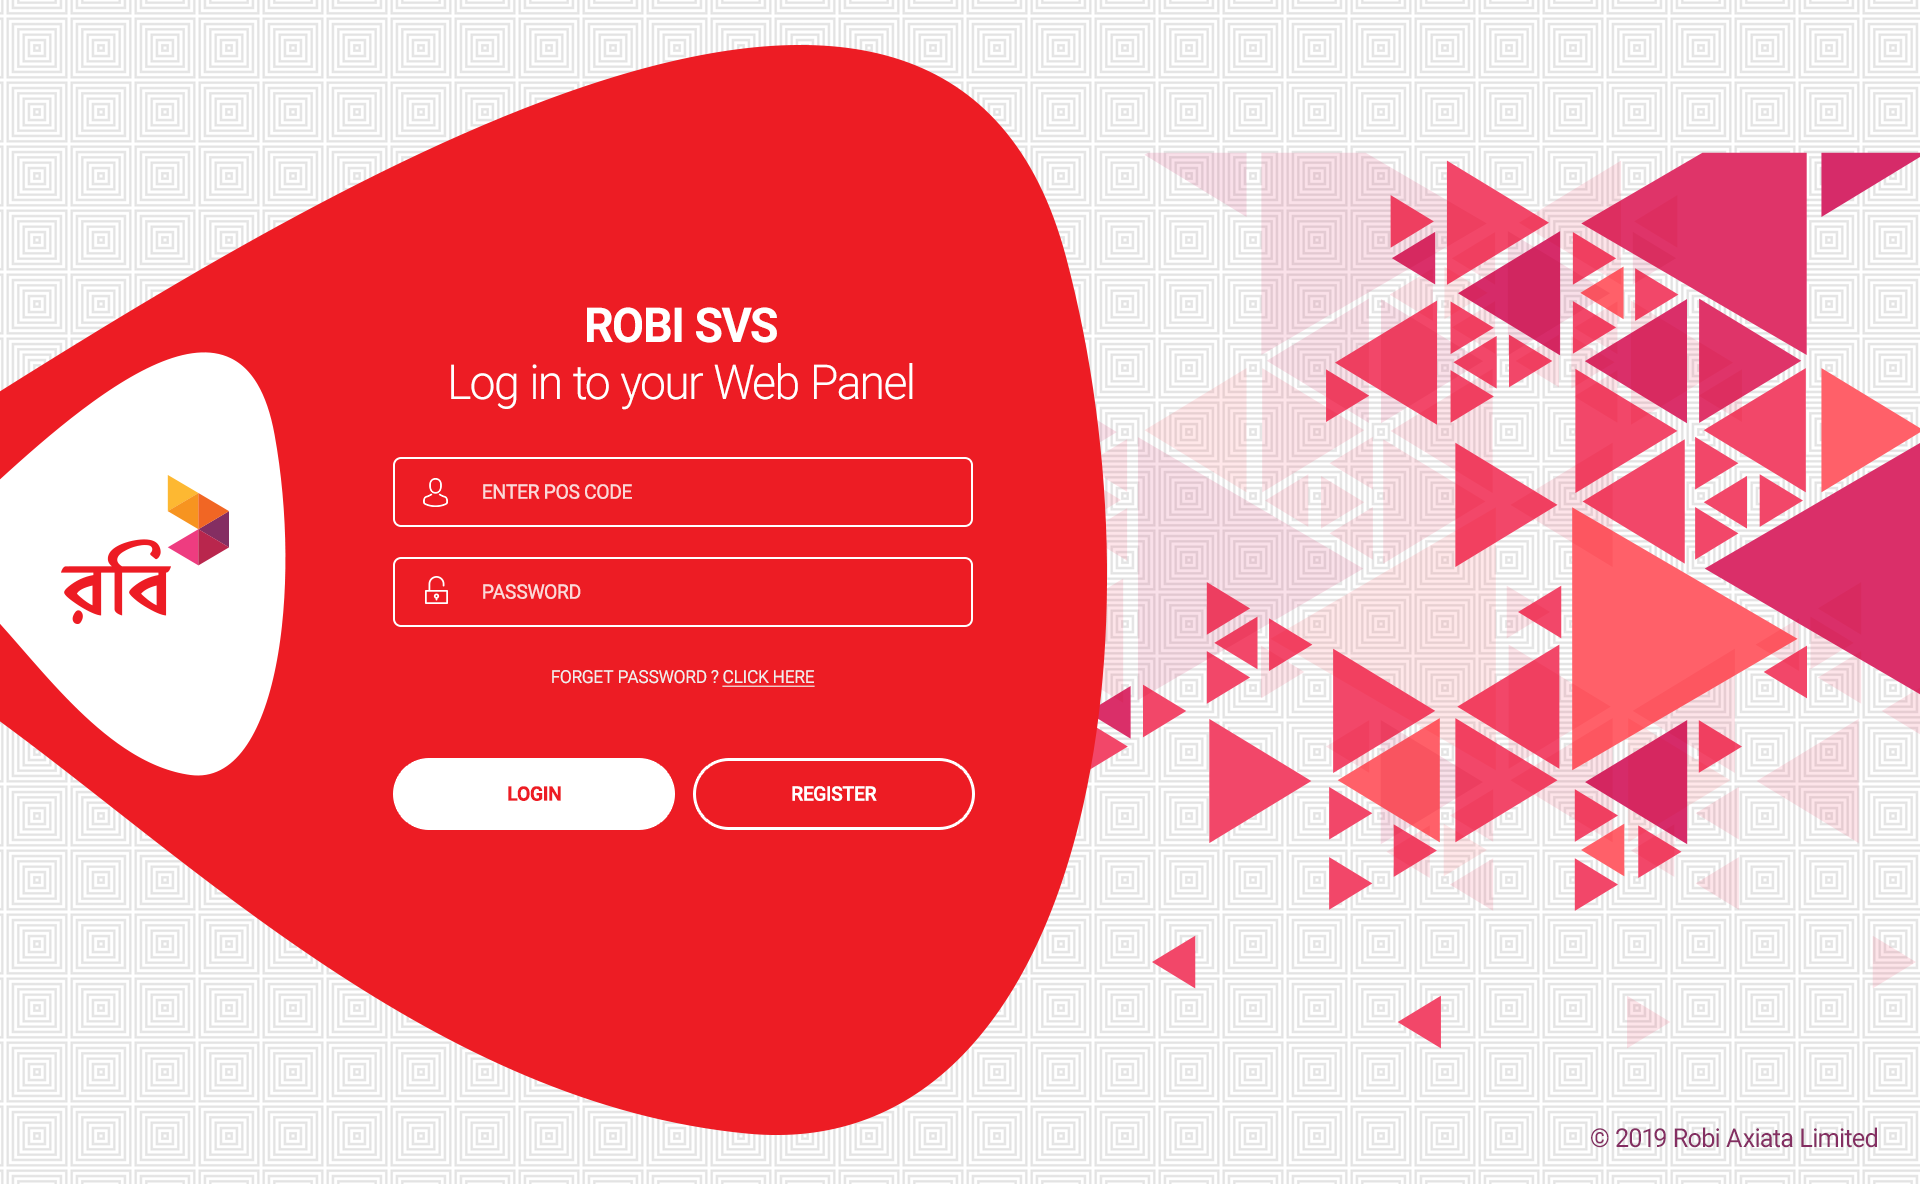 ROBI SVS
Log in to your Web Panel
রবি
ENTER POS CODE
PASSWORD
FORGET PASSWORD ? CLICK HERE
LOGIN
REGISTER
© 2019 Robi Axiata Limited